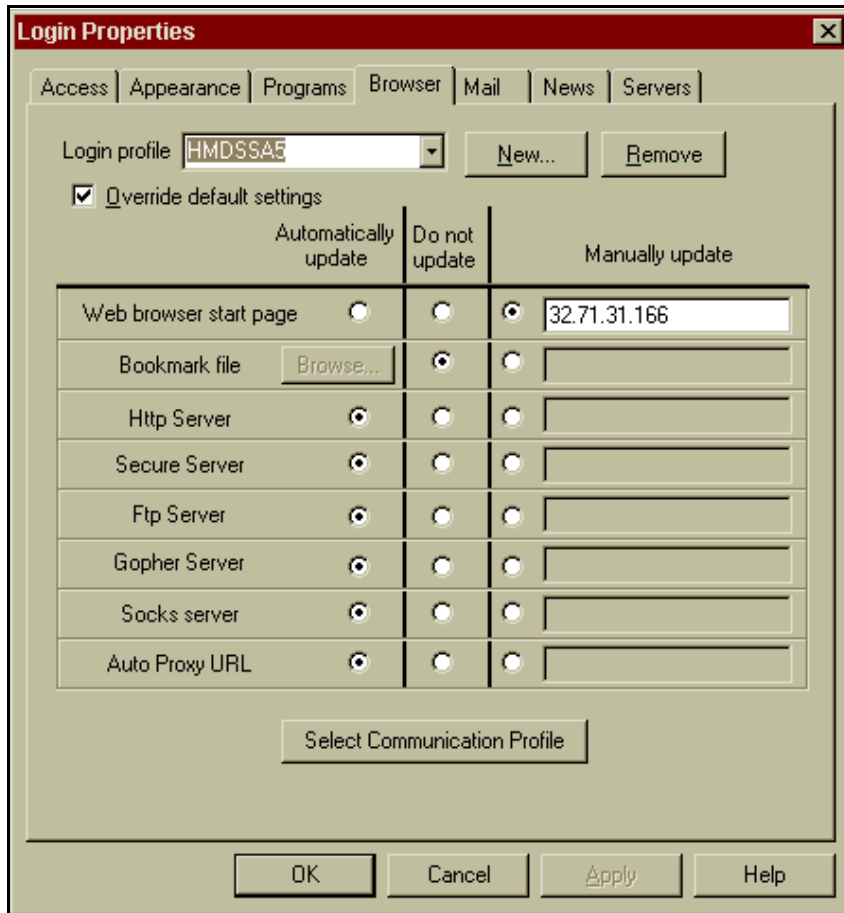 Login Properties
Access Appearance Programs Browser Mail News Servers
Login profile HMDSSA5 New... Remove
Override default settings
Automatically update Do not update Manually update
Web browser start page 32.71.31.166
Bookmark file Browse...
Http Server
Secure Server
Ftp Server
Gopher Server
Socks server
Auto Proxy URL
Select Communication Profile
OK Cancel Apply Help